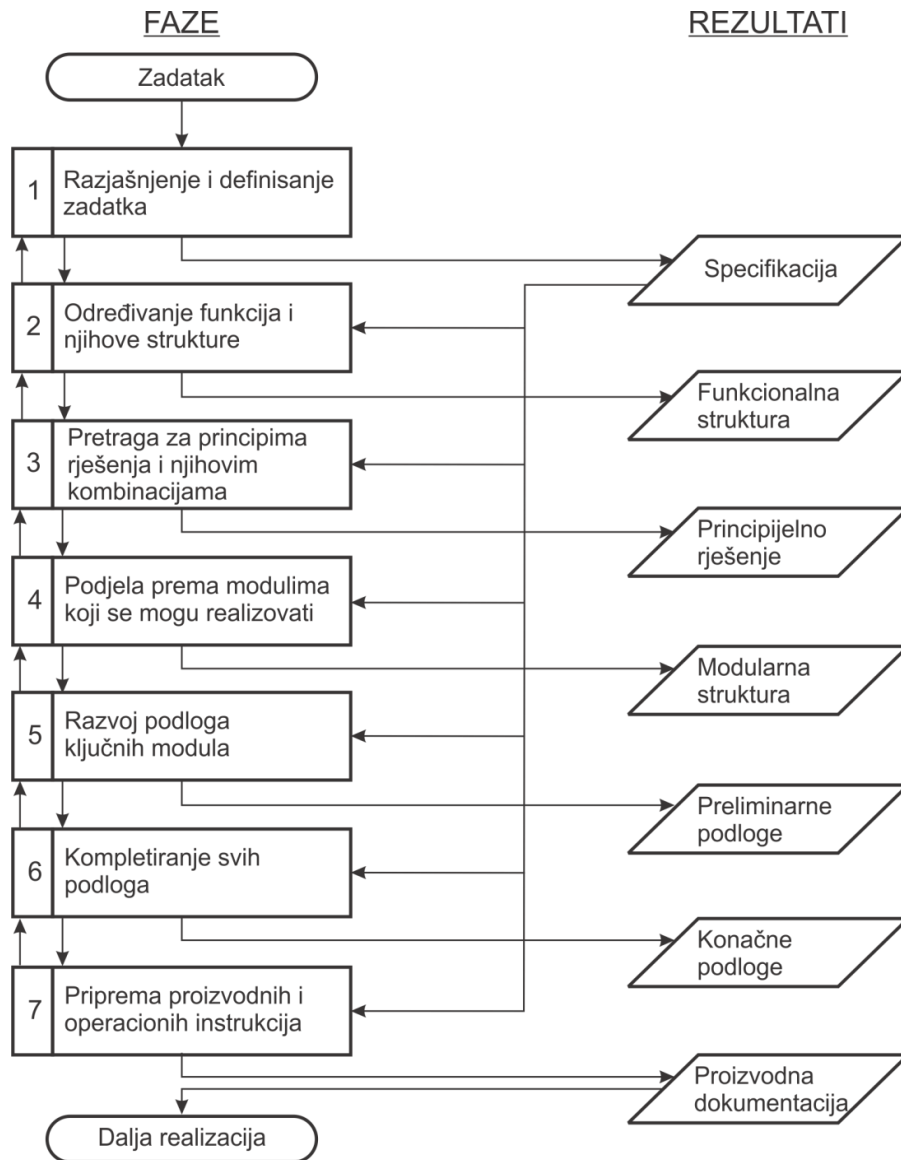 FAZE
REZULTATI
Zadatak
1
Razjašnjenje i definisanje
zadatka
Specifikacija
2
Određivanje funkcija i
njihove strukture
Funkcionalna
struktura
3
Pretraga za principima
rješenja i njihovim
kombinacijama
Principijelno
rješenje
4
Podjela prema modulima
koji se mogu realizovati
Modularna
struktura
5
Razvoj podloga
ključnih modula
Preliminarne
podloge
6
Kompletiranje svih
podloga
Konačne
podloge
7
Priprema proizvodnih i
operacionih instrukcija
Proizvodna
dokumentacija
Dalja realizacija